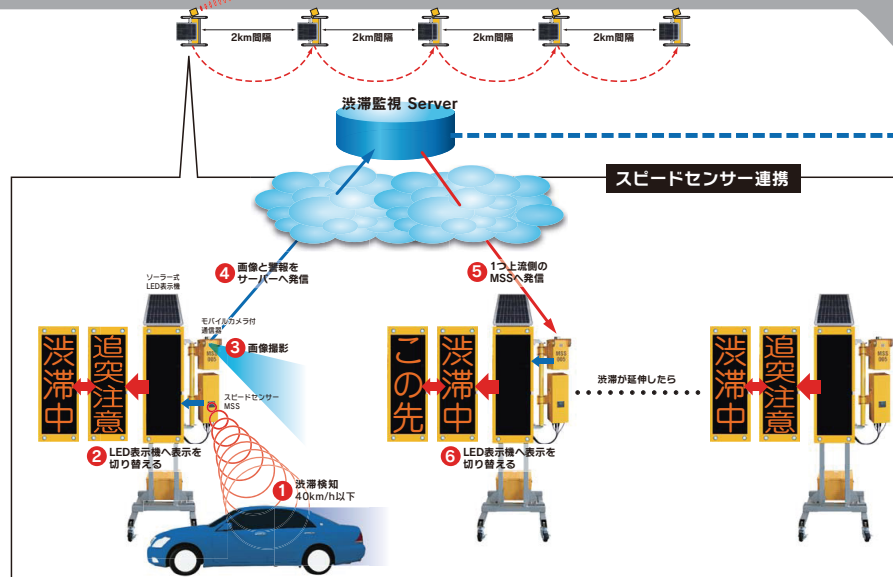 2km間隔
2km間隔
2km間隔
2km間隔
渋滞監視 Server
スピードセンサー連携
4 画像と警報を
サーバーへ発信
5 1つ上流側の
MSSへ発信
ソーラー式
LED表示機
モバイルカメラ付
通信器
MSS
005
3 画像撮影
スピードセンサー
MSS
渋滞中
追突注意
2 LED表示機へ表示を
切り替える
1 渋滞検知
40km/h以下
この先
渋滞中
MSS
005
6 LED表示機へ表示を
切り替える
渋滞が延伸したら
渋滞中
追突注意
MSS
005